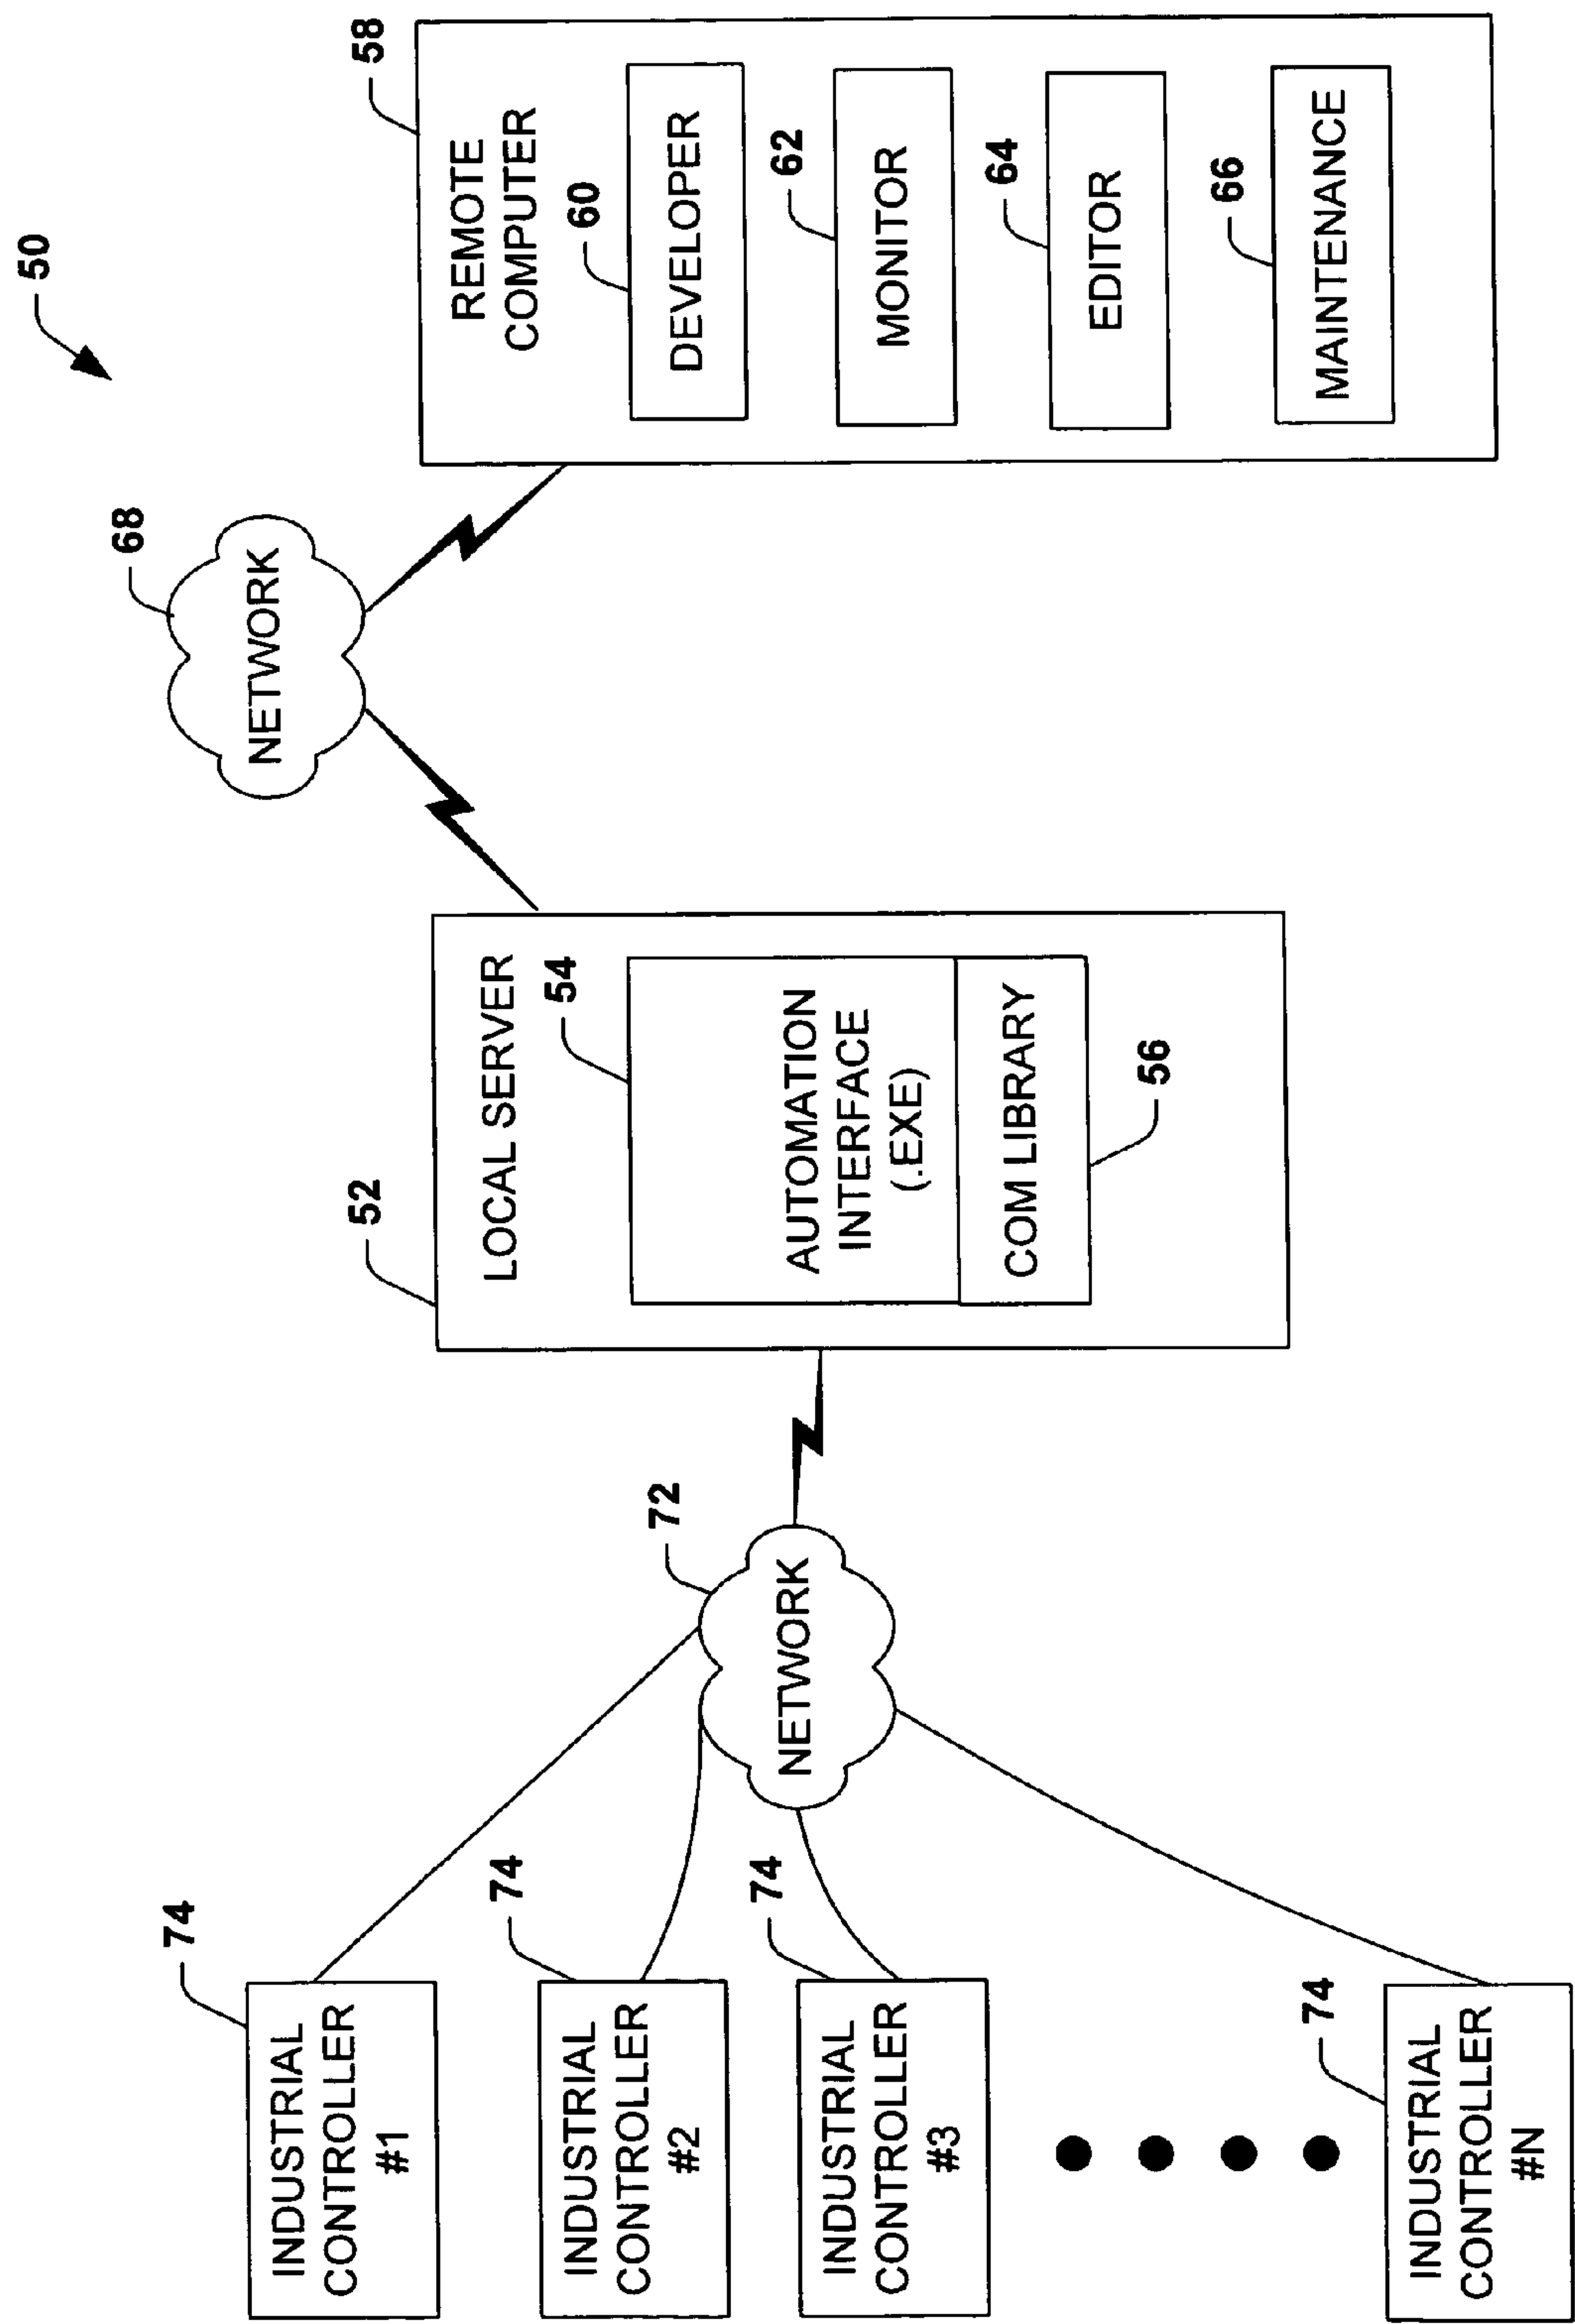 50
68
NETWORK
58
REMOTE
COMPUTER
60
DEVELOPER
62
MONITOR
64
EDITOR
66
MAINTENANCE
52
LOCAL SERVER
54
AUTOMATION
INTERFACE
(.EXE)
COM LIBRARY
56
72
NETWORK
74
INDUSTRIAL
CONTROLLER
#1
74
INDUSTRIAL
CONTROLLER
#2
74
INDUSTRIAL
CONTROLLER
#3
74
INDUSTRIAL
CONTROLLER
#N